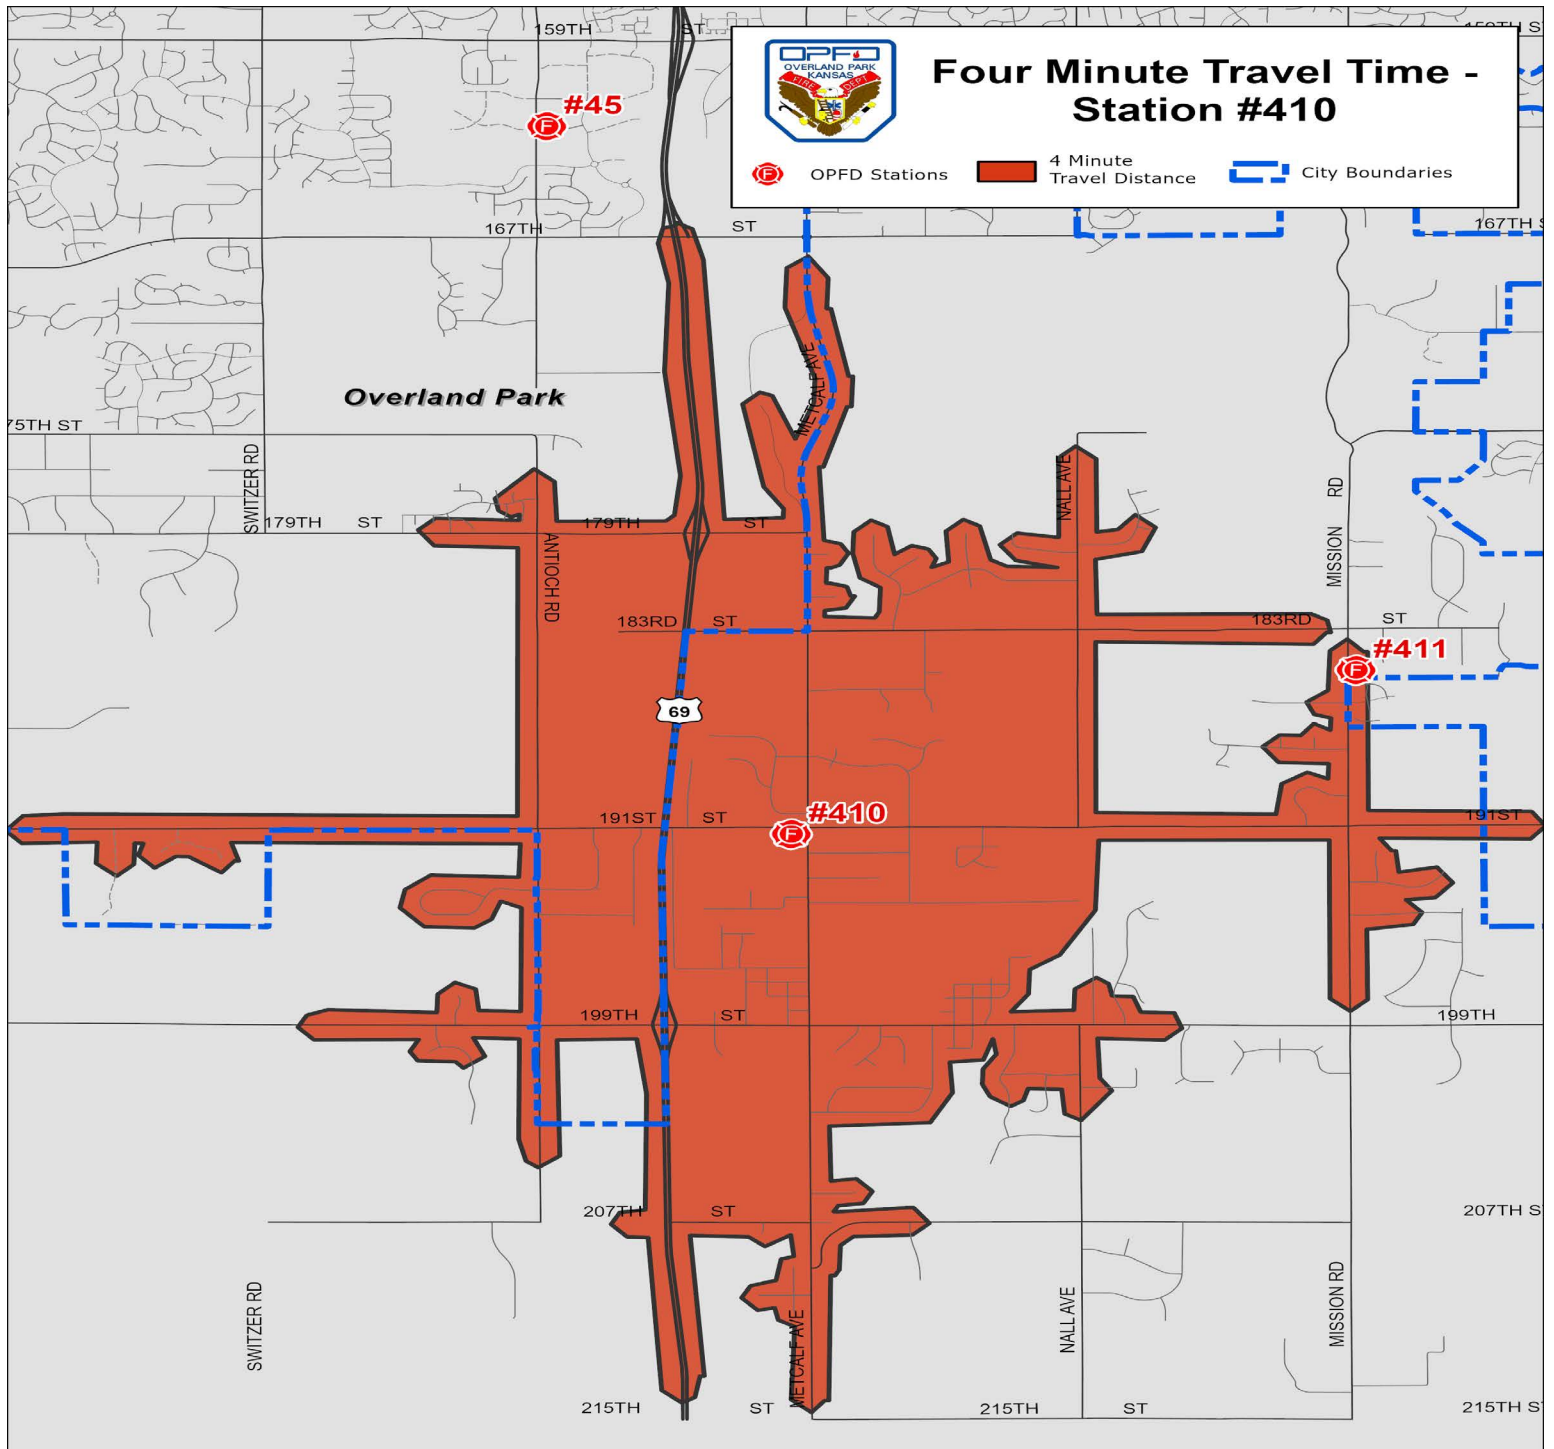 159TH ST
159TH ST
OPFD
OVERLAND PARK
KANSAS
FIRE DEPT
Four Minute Travel Time -
Station #410
OPFD Stations
4 Minute
Travel Distance
City Boundaries
#45
F
167TH ST
167TH S
METCALF AVE
Overland Park
75TH ST
SWITZER RD
NALL AVE
MISSION RD
179TH ST
179TH ST
ANTIOCH RD
183RD ST
183RD ST
#411
F
69
191ST ST
#410
F
191ST
199TH ST
199TH
207TH ST
207TH S
SWITZER RD
METCALF AVE
NALL AVE
MISSION RD
215TH ST
215TH ST
215TH S